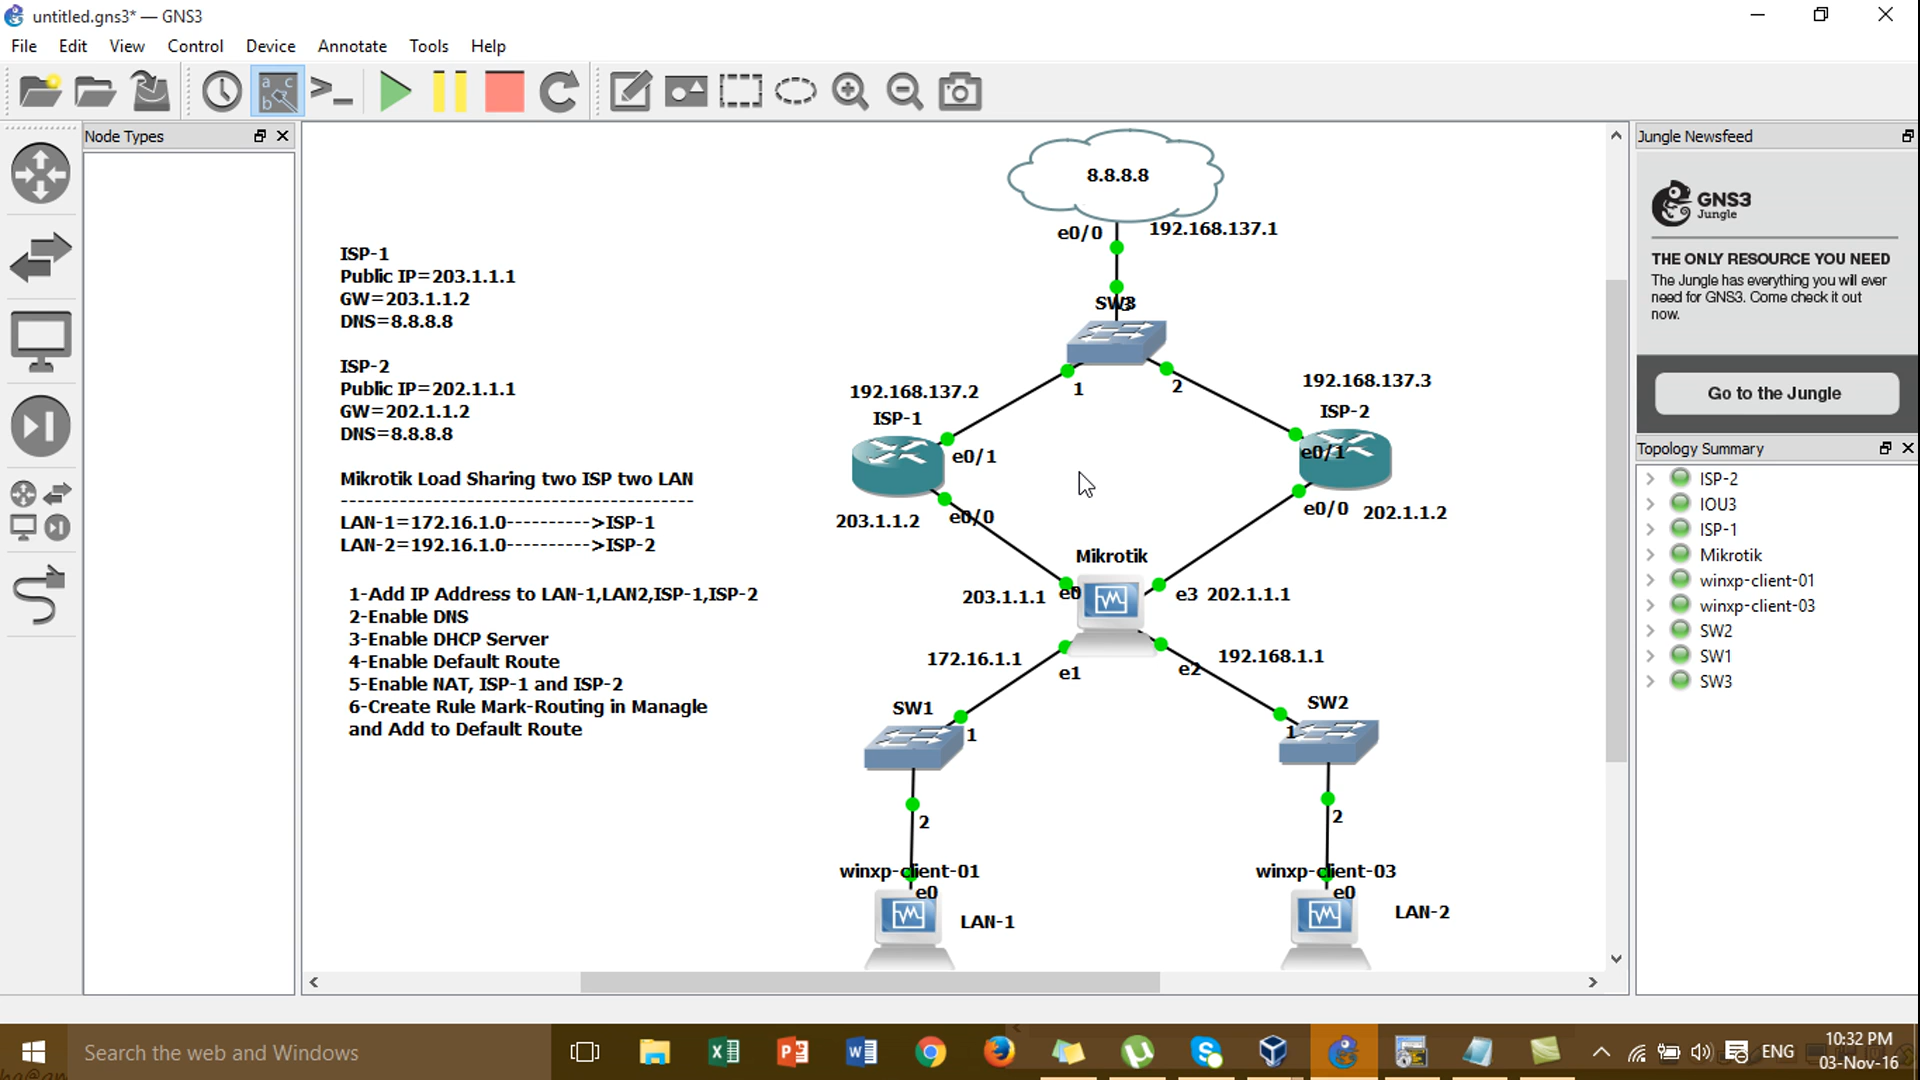 untitled.gns3* — GNS3
File Edit View Control Device Annotate Tools Help
Node Types
ISP-1
Public IP=203.1.1.1
GW=203.1.1.2
DNS=8.8.8.8
ISP-2
Public IP=202.1.1.1
GW=202.1.1.2
DNS=8.8.8.8
Mikrotik Load Sharing two ISP two LAN
------------------------------------------
LAN-1=172.16.1.0---------->ISP-1
LAN-2=192.16.1.0---------->ISP-2
1-Add IP Address to LAN-1,LAN2,ISP-1,ISP-2
2-Enable DNS
3-Enable DHCP Server
4-Enable Default Route
5-Enable NAT, ISP-1 and ISP-2
6-Create Rule Mark-Routing in Managle
and Add to Default Route
8.8.8.8
e0/0 192.168.137.1
SW3
3
1 2
192.168.137.2
ISP-1
e0/1
203.1.1.2 e0/0
192.168.137.3
ISP-2
e0/1
e0/0 202.1.1.2
Mikrotik
203.1.1.1 e0
e3 202.1.1.1
172.16.1.1
e1
192.168.1.1
e2
SW1
1
2
winxp-client-01
e0
LAN-1
SW2
1
2
winxp-client-03
e0
LAN-2
Jungle Newsfeed
GNS3
Jungle
THE ONLY RESOURCE YOU NEED
The Jungle has everything you will ever
need for GNS3. Come check it out
now.
Go to the Jungle
Topology Summary
ISP-2
IOU3
ISP-1
Mikrotik
winxp-client-01
winxp-client-03
SW2
SW1
SW3
Search the web and Windows
ENG
10:32 PM
03-Nov-16